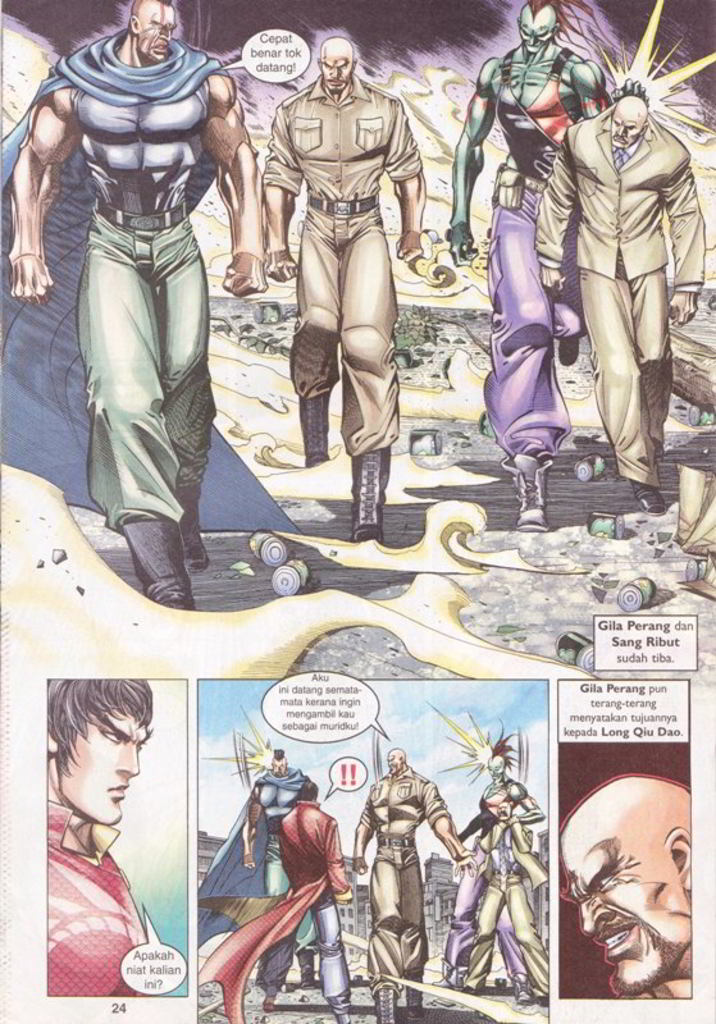 Cepat
benar tok
datang!
Gila Perang dan
Sang Ribut
sudah tiba.
Apakah
niat kalian
ini?
Aku
ini datang semata-
mata kerana ingin
mengambil kau
sebagai muridku!
!!
Gila Perang pun
terang-terang
menyatakan tujuannya
kepada Long Qiu Dao.
24